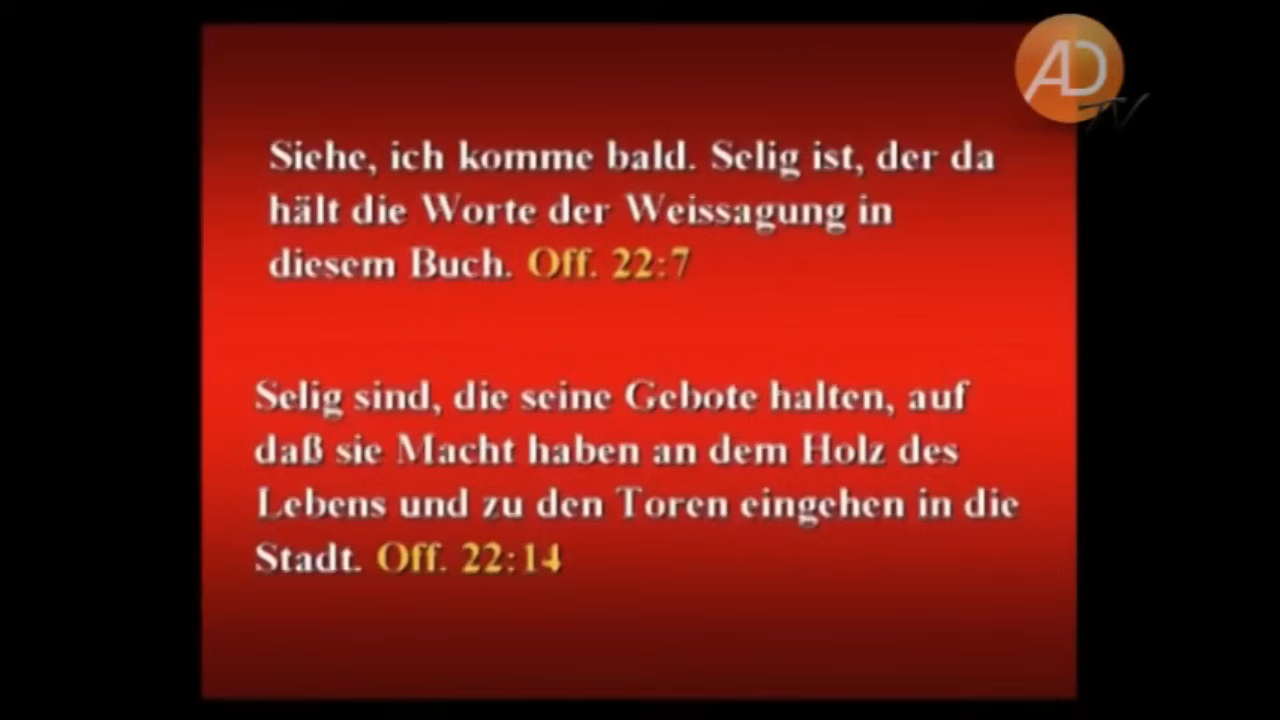 AD
TV
Siehe, ich komme bald. Selig ist, der da
hält die Worte der Weissagung in
diesem Buch. Off. 22:7
Selig sind, die seine Gebote halten, auf
daß sie Macht haben an dem Holz des
Lebens und zu den Toren eingehen in die
Stadt. Off. 22:14